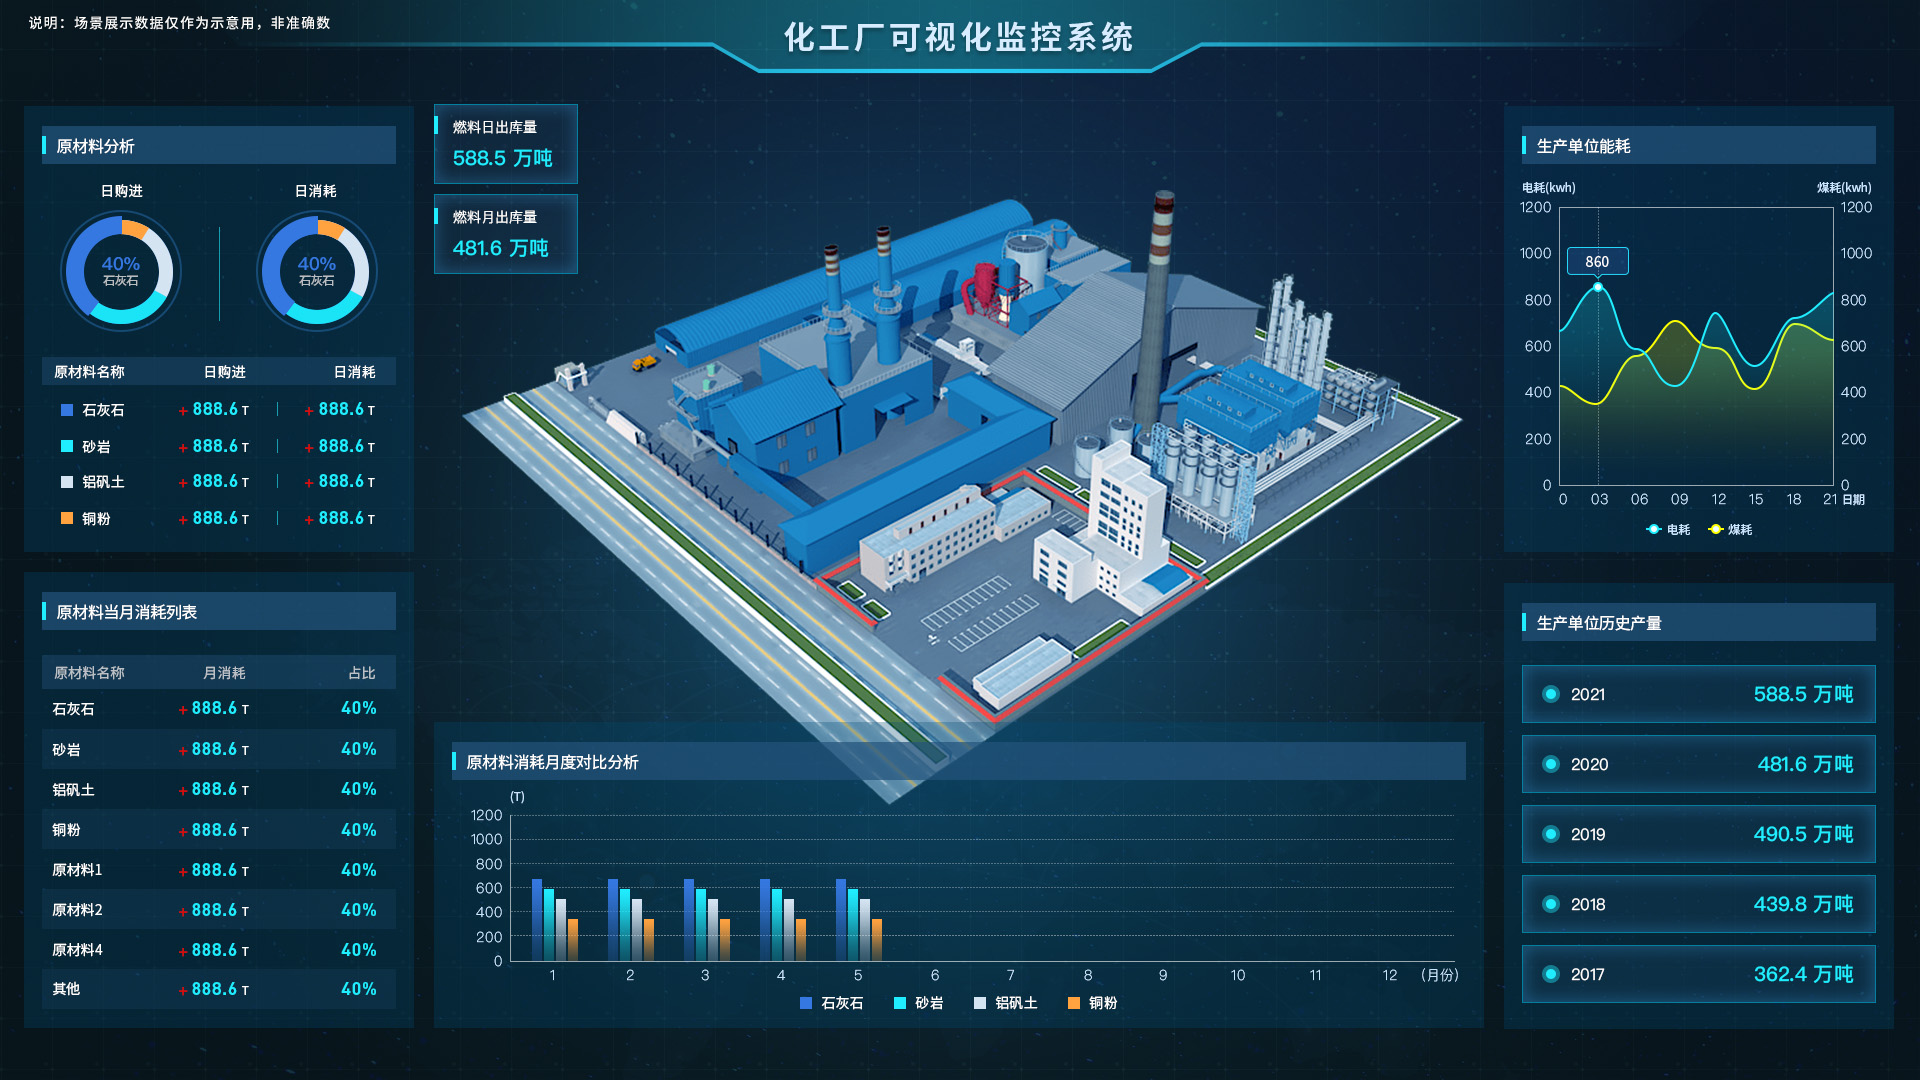 说明：场景展示数据仅作为示意用，非准确数
化工厂可视化监控系统
原材料分析
日购进 日消耗
40% 40%
石灰石 石灰石
原材料名称 日购进 日消耗
石灰石 +888.6T +888.6T
砂岩 +888.6T +888.6T
铝矾土 +888.6T +888.6T
铜粉 +888.6T +888.6T
原材料当月消耗列表
原材料名称 月消耗 占比
石灰石 +888.6T 40%
砂岩 +888.6T 40%
铝矾土 +888.6T 40%
铜粉 +888.6T 40%
原材料1 +888.6T 40%
原材料2 +888.6T 40%
原材料4 +888.6T 40%
其他 +888.6T 40%
燃料日出库量
588.5 万吨
燃料月出库量
481.6 万吨
原材料消耗月度对比分析
(T)
1200
1000
800
600
400
200
0
1 2 3 4 5 6 7 8 9 10 11 12 (月份)
石灰石 砂岩 铝矾土 铜粉
生产单位能耗
电耗(kwh) 煤耗(kwh)
1200 1200
1000 1000
860
800 800
600 600
400 400
200 200
0 0
0 03 06 09 12 15 18 21 日期
电耗 煤耗
生产单位历史产量
2021 588.5 万吨
2020 481.6 万吨
2019 490.5 万吨
2018 439.8 万吨
2017 362.4 万吨